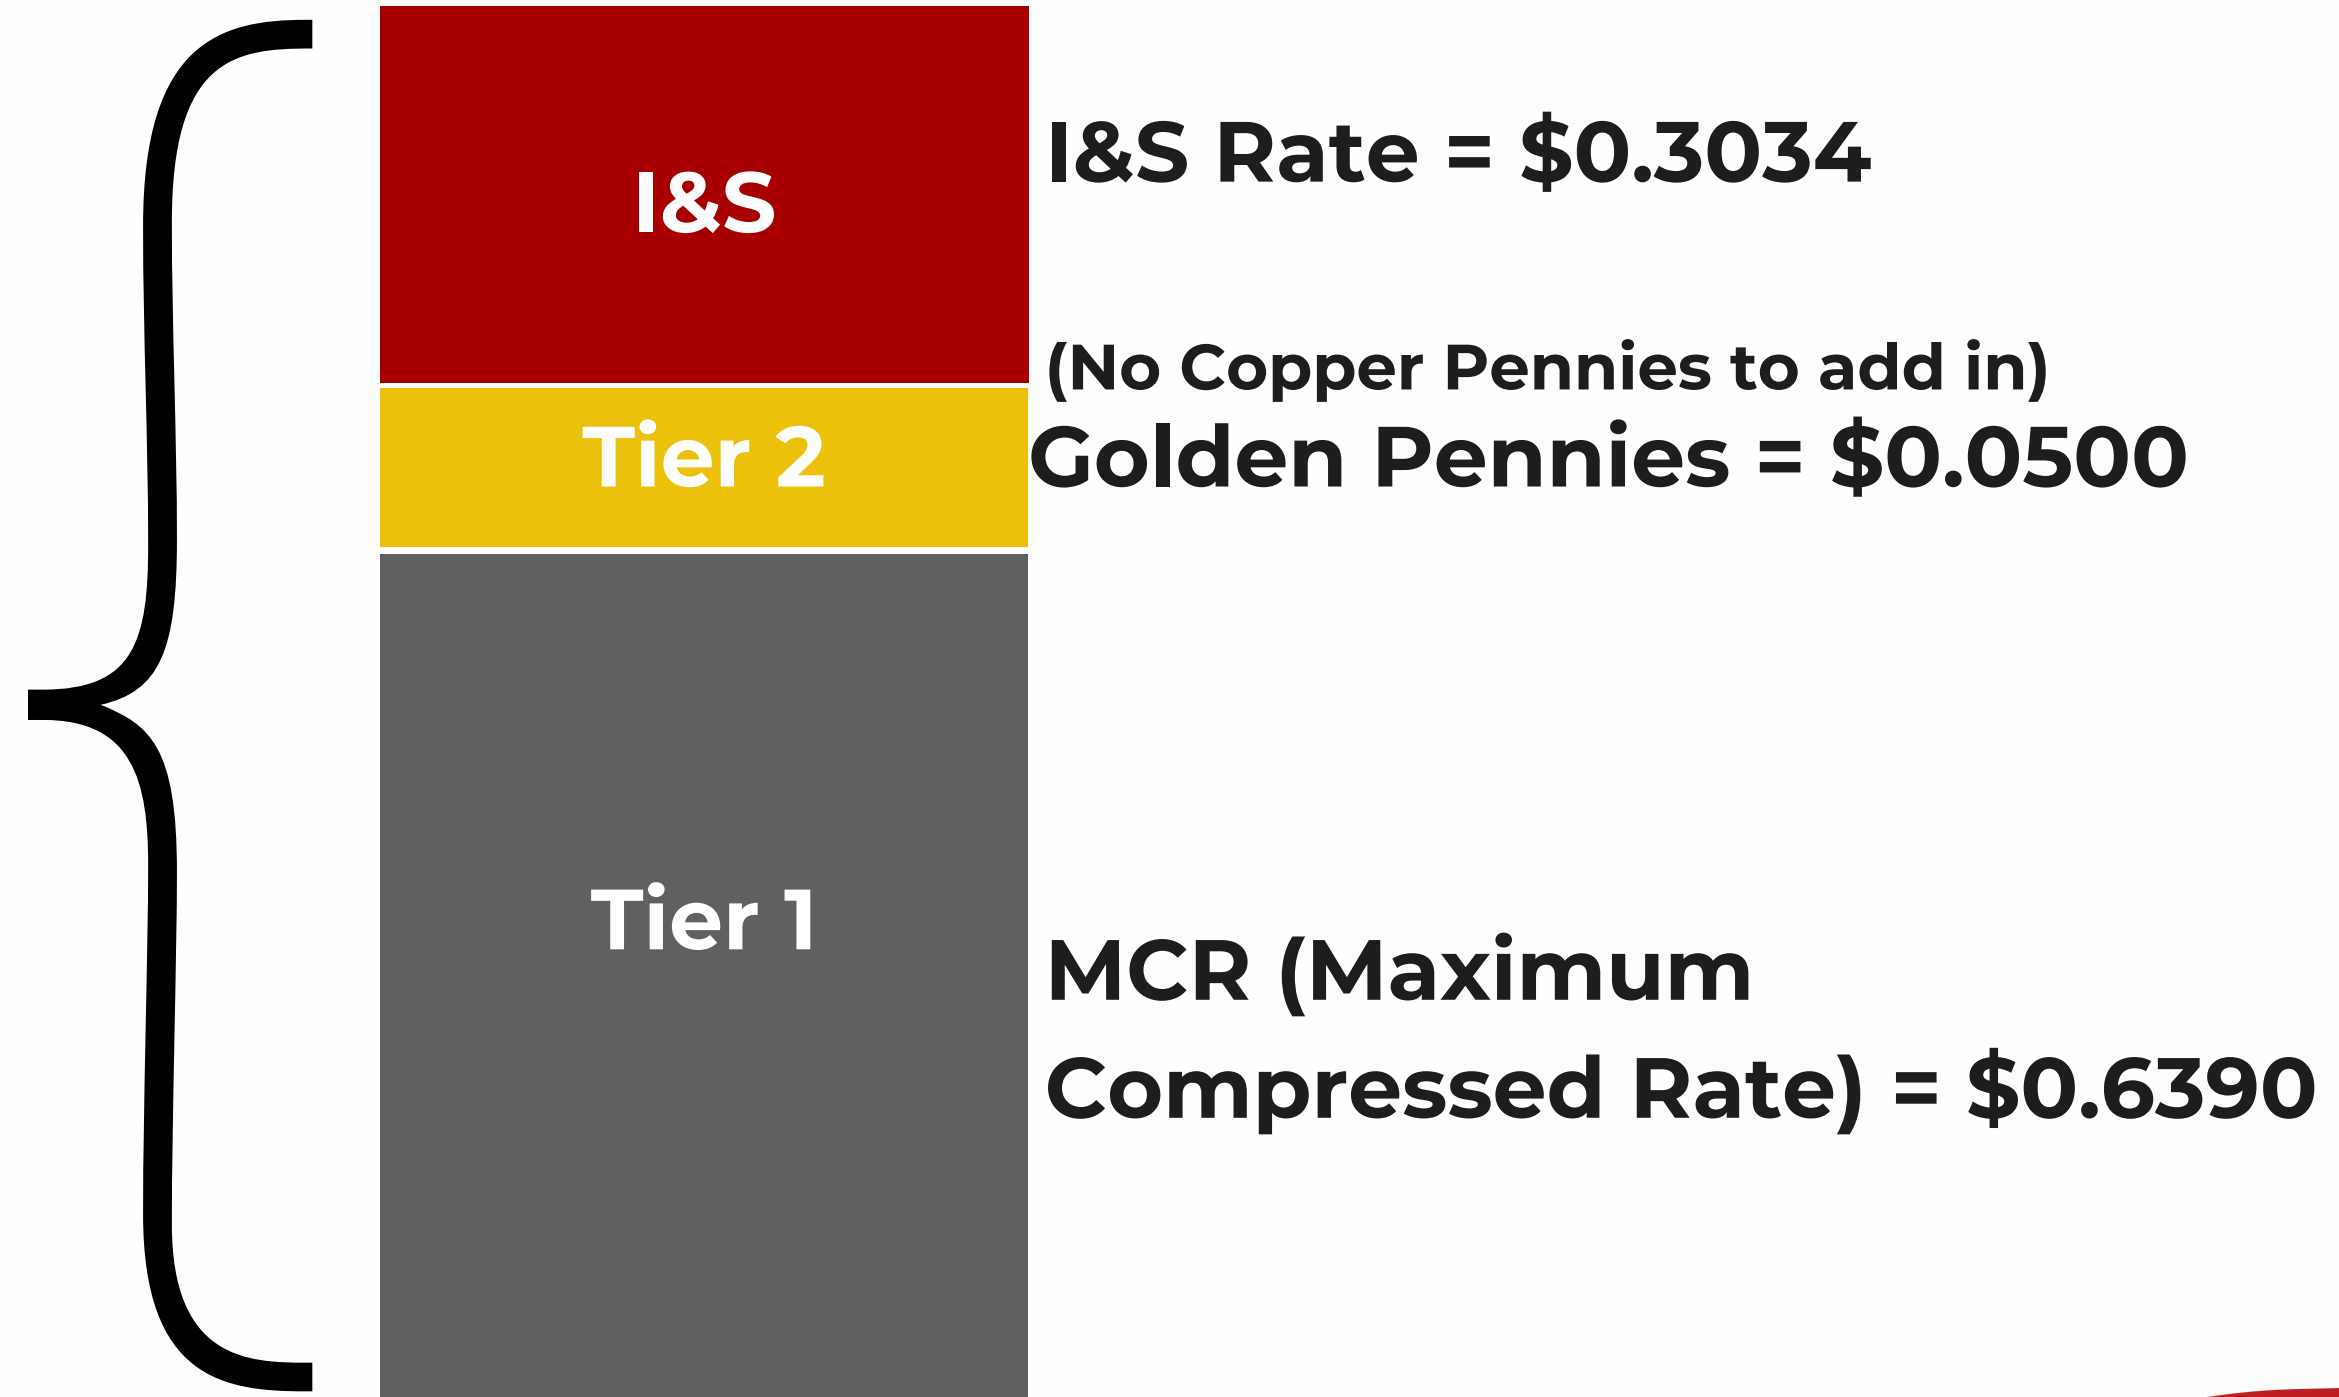 I&S
I&S Rate = $0.3034
(No Copper Pennies to add in)
Tier 2
Golden Pennies = $0.0500
Tier 1
MCR (Maximum
Compressed Rate) = $0.6390